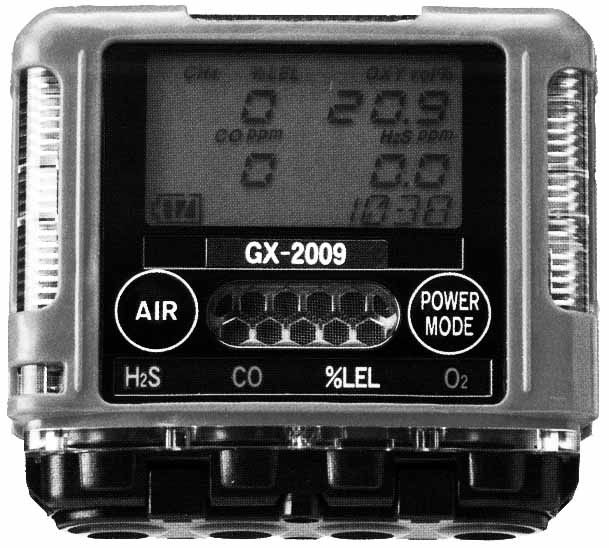 CH4 %LEL OXY vol%
0 20.9
CO ppm H2S ppm
0 0.0
10:38
GX-2009
AIR
POWER
MODE
H2S CO %LEL O2